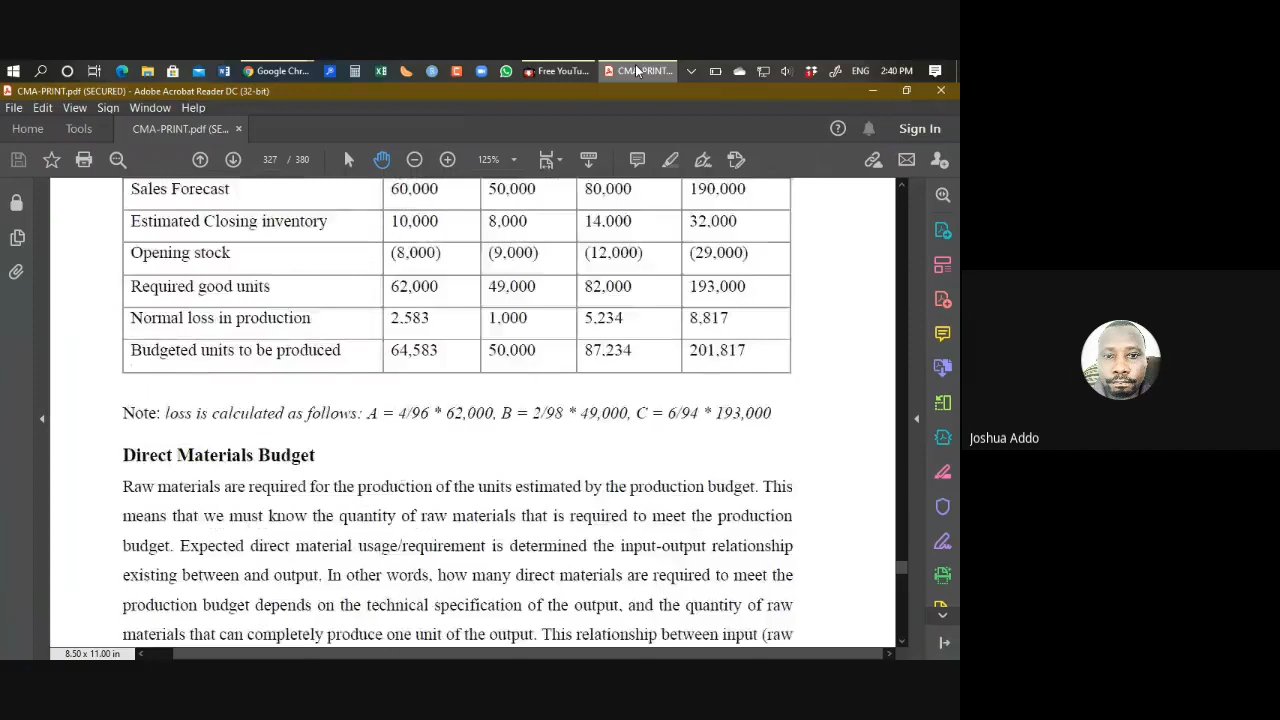 Google Chr...
Free YouTu...
CMA-PRINT...
ENG
2:40 PM
CMA-PRINT.pdf (SECURED) - Adobe Acrobat Reader DC (32-bit)
File Edit View Sign Window Help
Home Tools CMA-PRINT.pdf (SE... × Sign In
327 / 380 125%
Sales Forecast 60,000 50,000 80,000 190,000
Estimated Closing inventory 10,000 8,000 14,000 32,000
Opening stock (8,000) (9,000) (12,000) (29,000)
Required good units 62,000 49,000 82,000 193,000
Normal loss in production 2,583 1,000 5,234 8,817
Budgeted units to be produced 64,583 50,000 87,234 201,817
Note: loss is calculated as follows: A = 4/96 * 62,000, B = 2/98 * 49,000, C = 6/94 * 193,000
Direct Materials Budget
Raw materials are required for the production of the units estimated by the production budget. This
means that we must know the quantity of raw materials that is required to meet the production
budget. Expected direct material usage/requirement is determined the input-output relationship
existing between and output. In other words, how many direct materials are required to meet the
production budget depends on the technical specification of the output, and the quantity of raw
materials that can completely produce one unit of the output. This relationship between input (raw
8.50 x 11.00 in
Joshua Addo